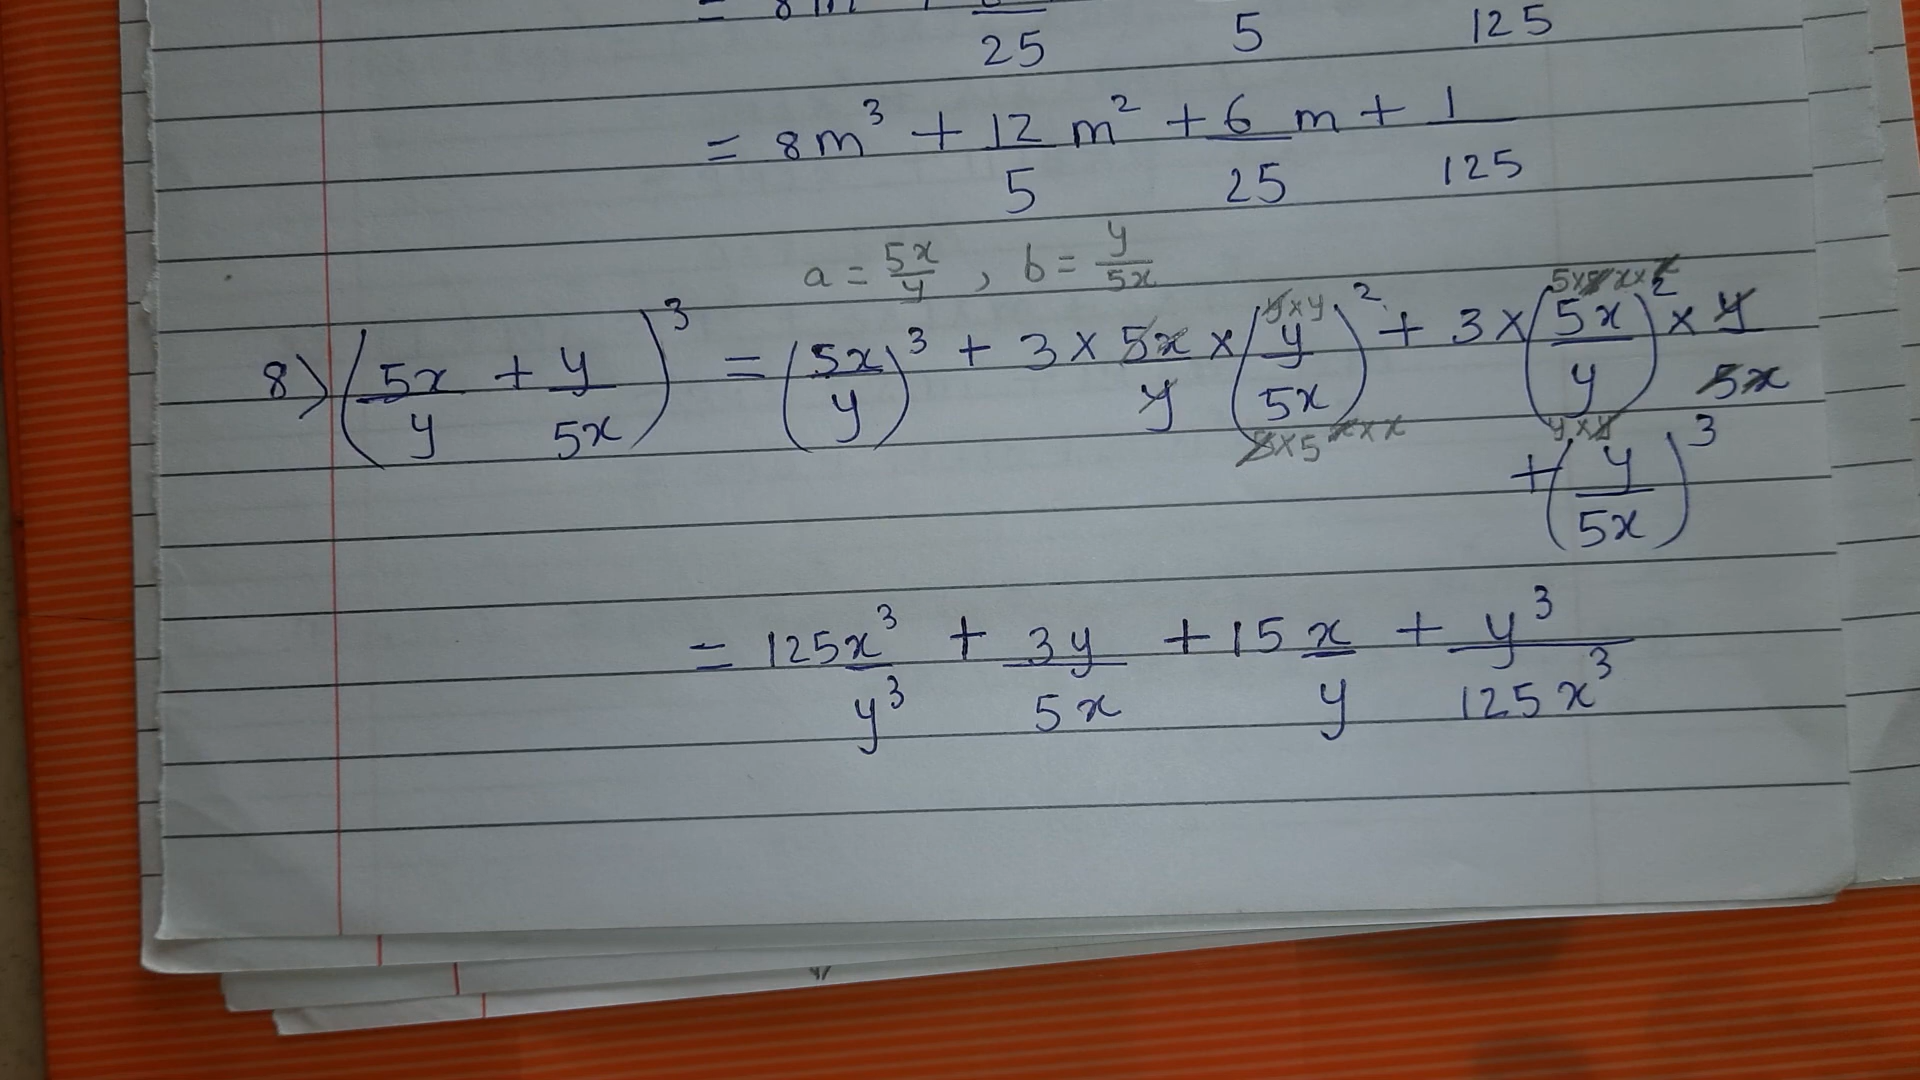 = 8m
25 5 125
= 8m³ + 12/5 m² + 6/25 m + 1/125
a = 5x/y , b = y/5x
8) (5x/y + y/5x)³ = (5x/y)³ + 3 × 5x/y × (y/5x)² + 3 × (5x/y)² × y/5x
+ (y/5x)³
= 125x³/y³ + 3y/5x + 15 x/y + y³/125x³